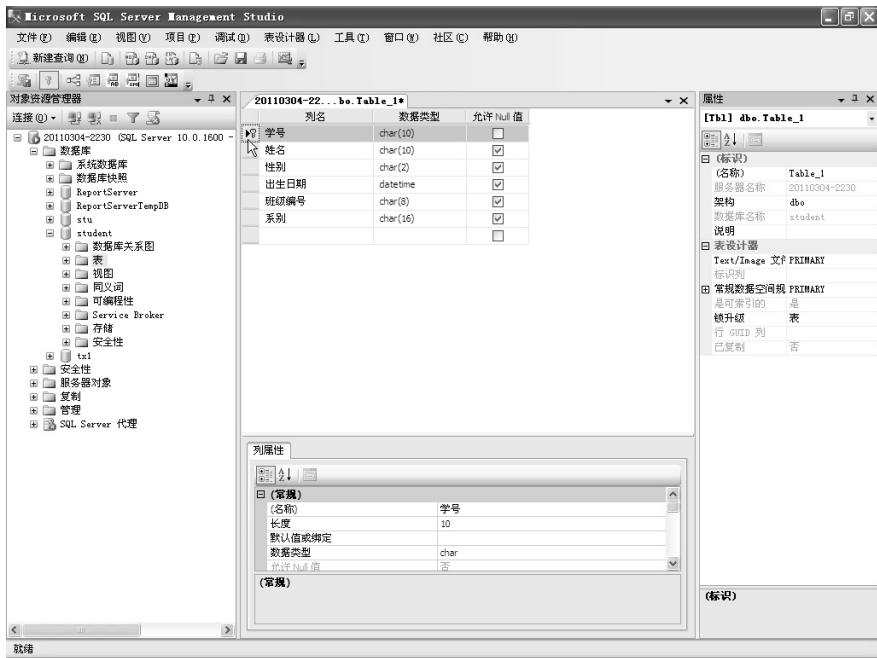 Microsoft SQL Server Management Studio
文件(F) 编辑(E) 视图(V) 项目(P) 调试(D) 表设计器(L) 工具(T) 窗口(W) 社区(C) 帮助(H)
新建查询(N)
对象资源管理器
连接(O)
20110304-2230 (SQL Server 10.0.1600 -
数据库
系统数据库
数据库快照
ReportServer
ReportServerTempDB
stu
student
数据库关系图
表
视图
同义词
可编程性
Service Broker
存储
安全性
tx1
安全性
服务器对象
复制
管理
SQL Server 代理
20110304-22...bo.Table_1*
列名 数据类型 允许 Null 值
学号 char(10)
姓名 char(10)
性别 char(2)
出生日期 datetime
班级编号 char(8)
系别 char(16)
列属性
(常规)
(名称) 学号
长度 10
默认值或绑定
数据类型 char
允许 Null 值 否
(常规)
属性
[Tbl] dbo.Table_1
(标识)
(名称) Table_1
服务器名称 20110304-2230
架构 dbo
数据库名称 student
说明
表设计器
Text/Image 文件 PRIMARY
标识列
常规数据空间规 PRIMARY
是可索引的 是
锁升级 表
行 GUID 列
已复制 否
(标识)
就绪